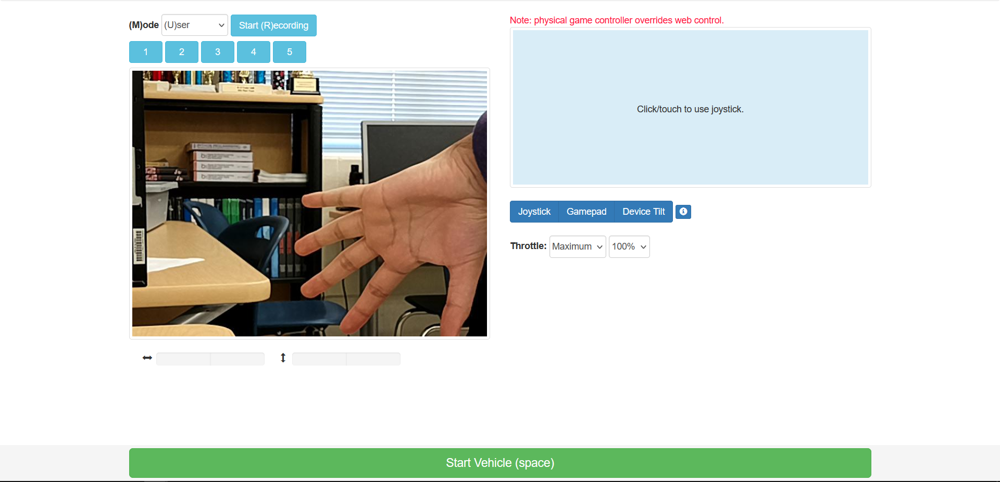 (M)ode (U)ser Start (R)ecording
1 2 3 4 5
Note: physical game controller overrides web control.
Click/touch to use joystick.
Joystick Gamepad Device Tilt
Throttle: Maximum 100%
Start Vehicle (space)